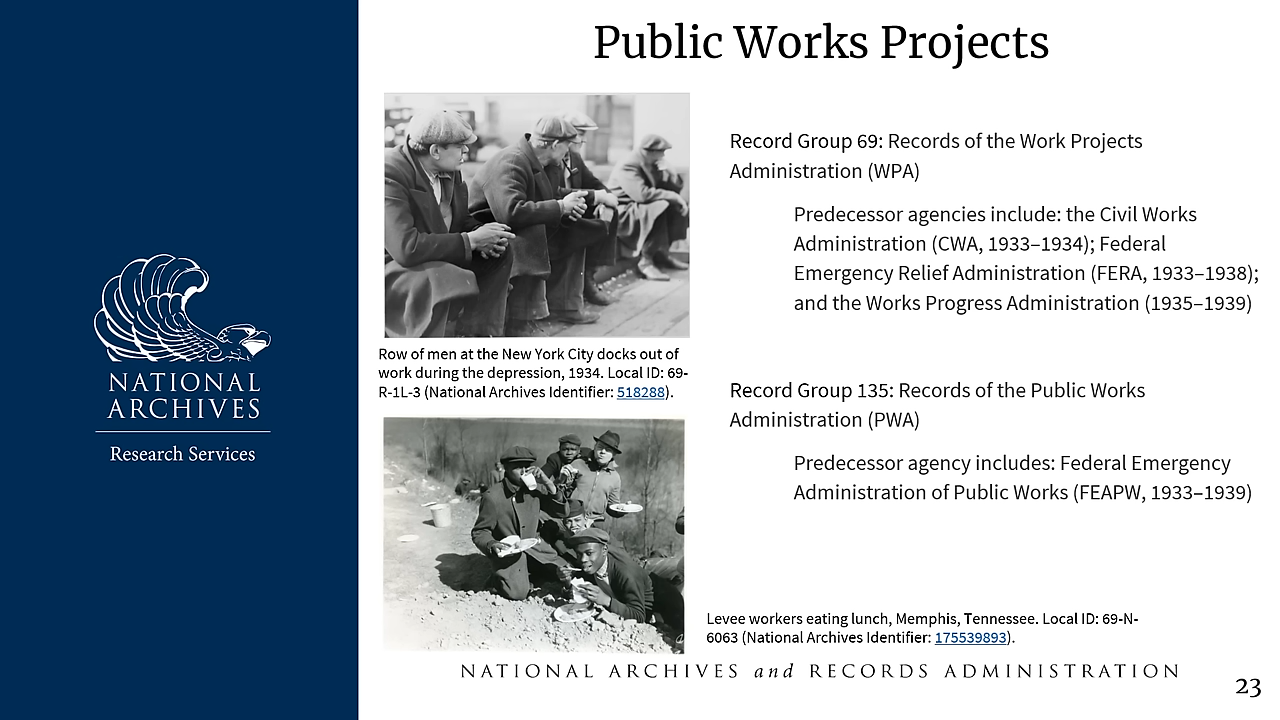 Public Works Projects
Record Group 69: Records of the Work Projects
Administration (WPA)
Predecessor agencies include: the Civil Works
Administration (CWA, 1933–1934); Federal
Emergency Relief Administration (FERA, 1933–1938);
and the Works Progress Administration (1935–1939)
Row of men at the New York City docks out of
work during the depression, 1934. Local ID: 69-
R-1L-3 (National Archives Identifier: 518288).
Record Group 135: Records of the Public Works
Administration (PWA)
Predecessor agency includes: Federal Emergency
Administration of Public Works (FEAPW, 1933–1939)
Levee workers eating lunch, Memphis, Tennessee. Local ID: 69-N-
6063 (National Archives Identifier: 175539893).
NATIONAL
ARCHIVES
Research Services
NATIONAL ARCHIVES and RECORDS ADMINISTRATION
23